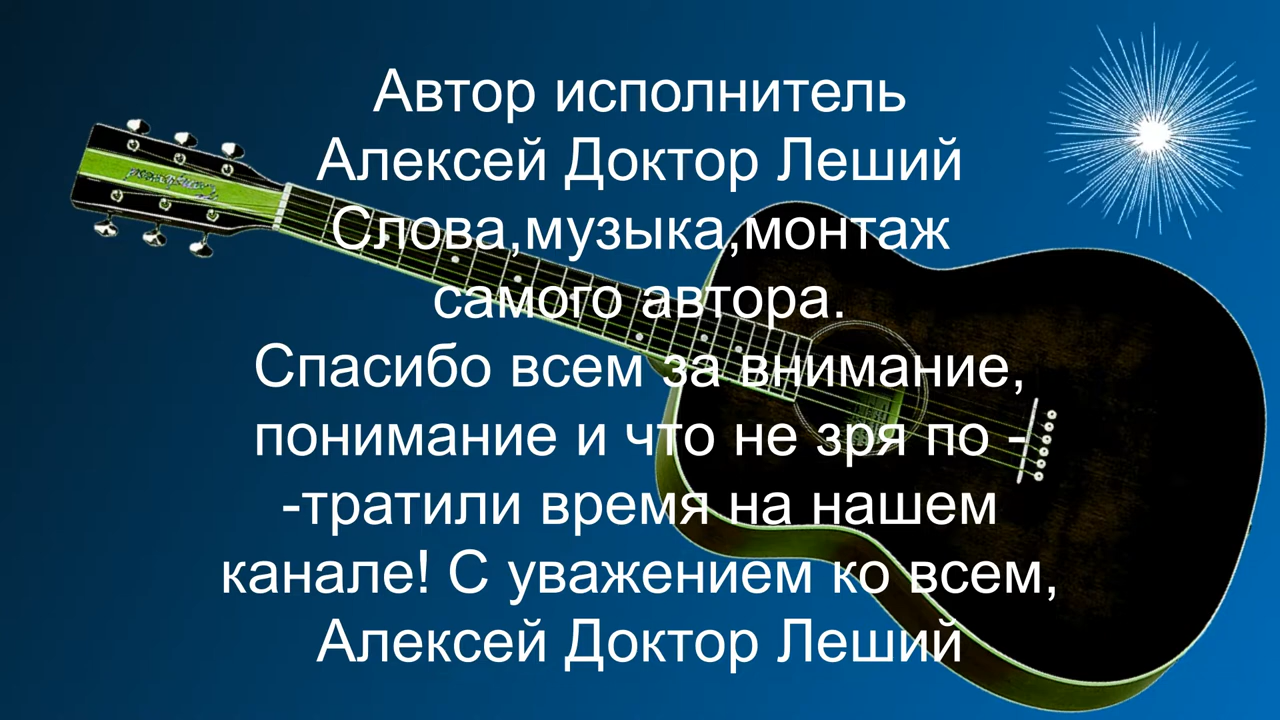 Автор исполнитель
Алексей Доктор Леший
Слова,музыка,монтаж
самого автора.
Спасибо всем за внимание,
понимание и что не зря по -
-тратили время на нашем
канале! С уважением ко всем,
Алексей Доктор Леший